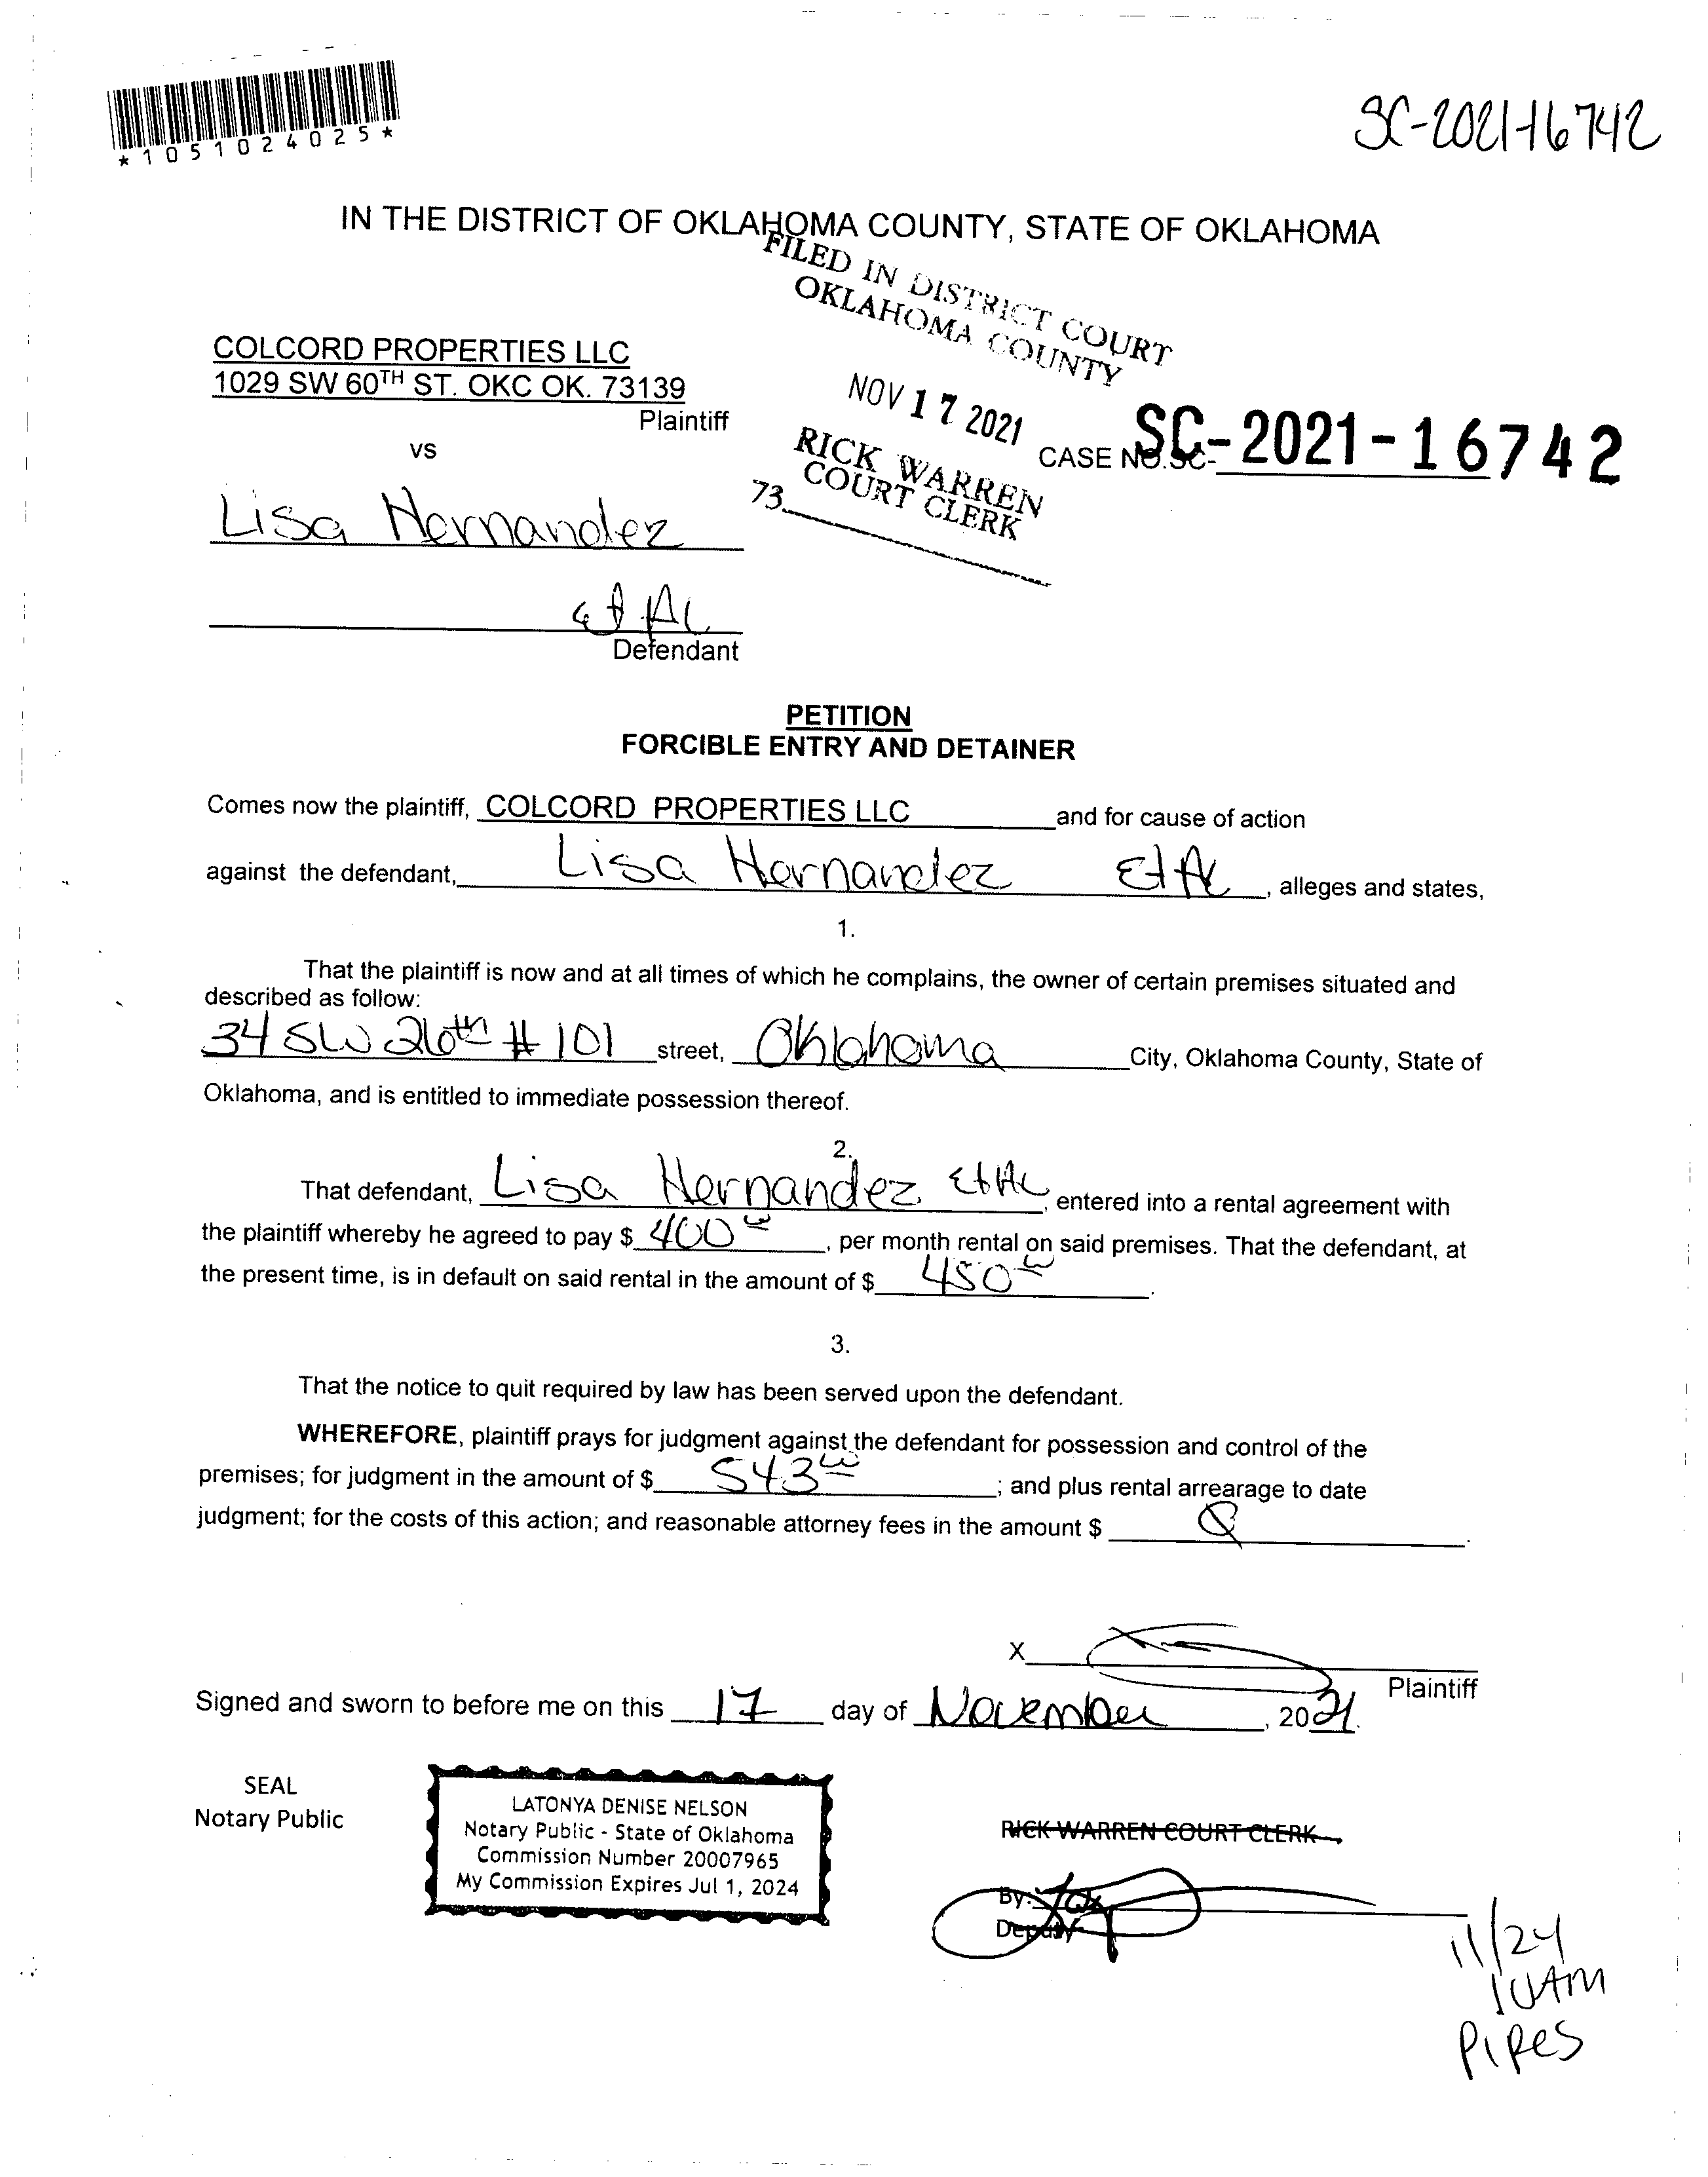 *1051024025*
SC-2021-16742
IN THE DISTRICT OF OKLAHOMA COUNTY, STATE OF OKLAHOMA
FILED IN DISTRICT COURT
OKLAHOMA COUNTY
COLCORD PROPERTIES LLC
1029 SW 60TH ST. OKC OK. 73139
Plaintiff
NOV 17 2021
vs
RICK WARREN
COURT CLERK
73
CASE NO.SC- SC-2021-16742
Lisa Hernandez
et Al
Defendant
PETITION
FORCIBLE ENTRY AND DETAINER
Comes now the plaintiff, COLCORD PROPERTIES LLC and for cause of action
against the defendant, Lisa Hernandez Et Al, alleges and states,
1.
That the plaintiff is now and at all times of which he complains, the owner of certain premises situated and
described as follow:
34 SW 26th # 101 street, Oklahoma City, Oklahoma County, State of
Oklahoma, and is entitled to immediate possession thereof.
2.
That defendant, Lisa Hernandez Et Al, entered into a rental agreement with
the plaintiff whereby he agreed to pay $ 400 00, per month rental on said premises. That the defendant, at
the present time, is in default on said rental in the amount of $ 450 00.
3.
That the notice to quit required by law has been served upon the defendant.
WHEREFORE, plaintiff prays for judgment against the defendant for possession and control of the
premises; for judgment in the amount of $ 543 00; and plus rental arrearage to date
judgment; for the costs of this action; and reasonable attorney fees in the amount $
X
Plaintiff
Signed and sworn to before me on this 17 day of November, 2021.
SEAL
Notary Public
LATONYA DENISE NELSON
Notary Public - State of Oklahoma
Commission Number 20007965
My Commission Expires Jul 1, 2024
RICK WARREN COURT CLERK
By:
Deputy
11/24
10AM
PIPES